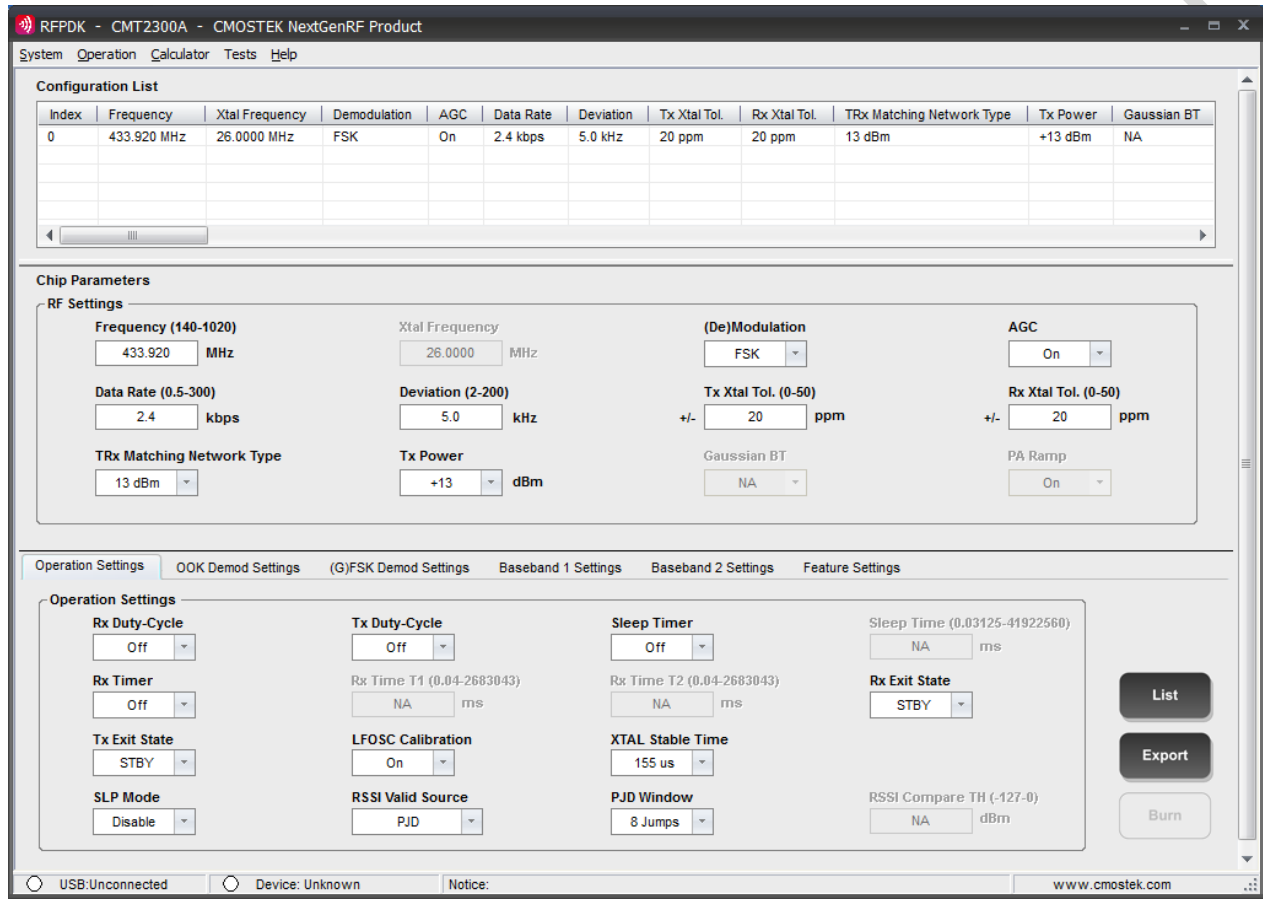 RFPDK - CMT2300A - CMOSTEK NextGenRF Product
System Operation Calculator Tests Help
Configuration List
Index Frequency Xtal Frequency Demodulation AGC Data Rate Deviation Tx Xtal Tol. Rx Xtal Tol. TRx Matching Network Type Tx Power Gaussian BT
0 433.920 MHz 26.0000 MHz FSK On 2.4 kbps 5.0 kHz 20 ppm 20 ppm 13 dBm +13 dBm NA
Chip Parameters
RF Settings
Frequency (140-1020) Xtal Frequency (De)Modulation AGC
433.920 MHz 26.0000 MHz FSK On
Data Rate (0.5-300) Deviation (2-200) Tx Xtal Tol. (0-50) Rx Xtal Tol. (0-50)
2.4 kbps 5.0 kHz +/- 20 ppm +/- 20 ppm
TRx Matching Network Type Tx Power Gaussian BT PA Ramp
13 dBm +13 dBm NA On
Operation Settings OOK Demod Settings (G)FSK Demod Settings Baseband 1 Settings Baseband 2 Settings Feature Settings
Operation Settings
Rx Duty-Cycle Tx Duty-Cycle Sleep Timer Sleep Time (0.03125-41922560)
Off Off Off NA ms
Rx Timer Rx Time T1 (0.04-2683043) Rx Time T2 (0.04-2683043) Rx Exit State
Off NA ms NA ms STBY
List
Tx Exit State LFOSC Calibration XTAL Stable Time
STBY On 155 us
Export
SLP Mode RSSI Valid Source PJD Window RSSI Compare TH (-127-0)
Disable PJD 8 Jumps NA dBm
Burn
USB:Unconnected Device: Unknown Notice: www.cmostek.com